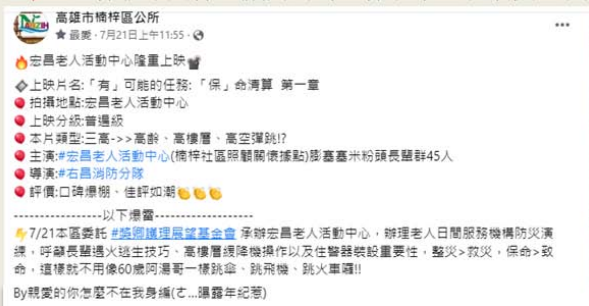 高雄市楠梓區公所
最愛·7月21日上午11:55·
宏昌老人活動中心隆重上映
上映片名:「有」可能的任務:「保」命清算 第一章
拍攝地點:宏昌老人活動中心
上映分級:普遍級
本片類型:三高->>高齡、高樓層、高空彈跳!?
主演:#宏昌老人活動中心(楠梓社區照顧關懷據點)膨塞塞米粉頭長輩群45人
導演:#右昌消防分隊
評價:口碑爆棚、佳評如潮👏👏👏
-----------------以下爆雷-------------------
7/21本區委託 #獎卿護理展望基金會 承辦宏昌老人活動中心，辦理老人日間服務機構防災演
練，呼籲長輩遇火逃生技巧、高樓層緩降機操作以及住警器裝設重要性，整災>救災，保命>致
命，這樣就不用像60歲阿湯哥一樣跳傘、跳飛機、跳火車囉!!
By親愛的你怎麼不在我身編(ㄜ...曝露年紀惹)